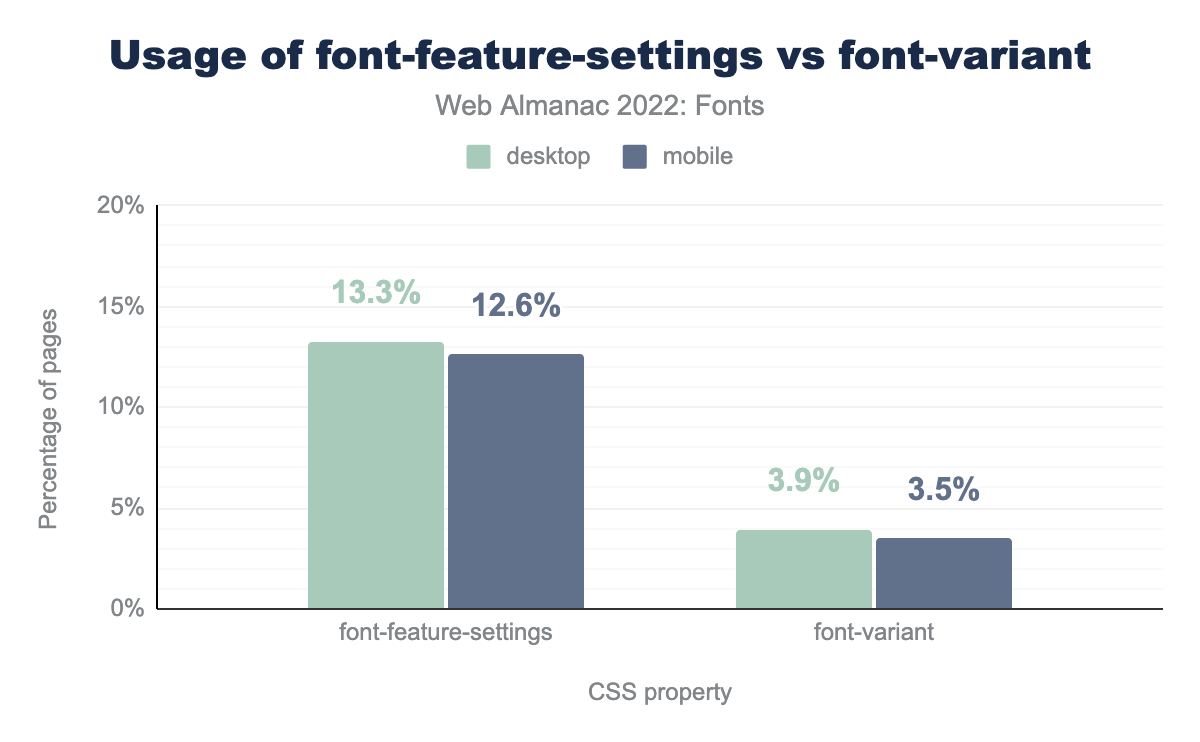 Usage of font-feature-settings vs font-variant
Web Almanac 2022: Fonts
desktop mobile
20%
15%
10%
5%
0%
Percentage of pages
13.3%
12.6%
3.9%
3.5%
font-feature-settings font-variant
CSS property